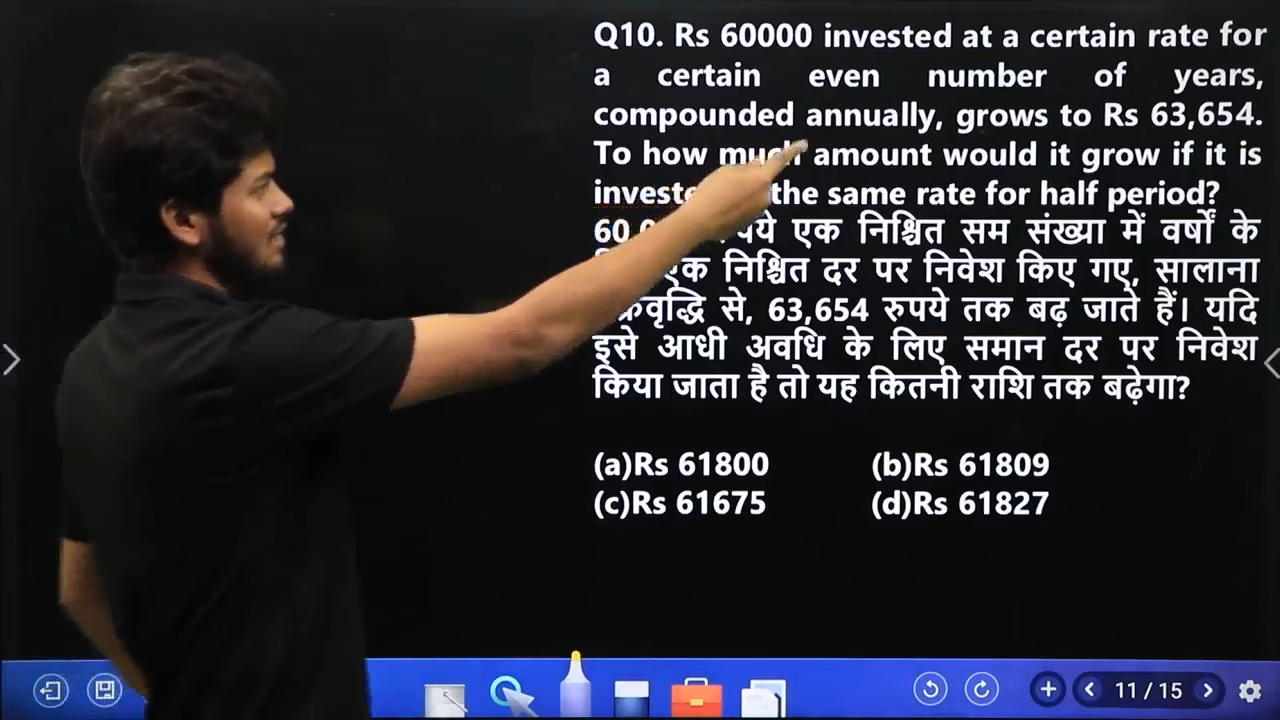 Q10. Rs 60000 invested at a certain rate for
a certain even number of years,
compounded annually, grows to Rs 63,654.
To how much amount would it grow if it is
the same rate for half period?
एक निश्चित सम संख्या में वर्षों के
एक निश्चित दर पर निवेश किए गए, सालाना
से, 63,654 रुपये तक बढ़ जाते हैं। यदि
इसे आधी अवधि के लिए समान दर पर निवेश
किया जाता है तो यह कितनी राशि तक बढ़ेगा?
(a)Rs 61800 (b)Rs 61809
(c)Rs 61675 (d)Rs 61827
11 / 15